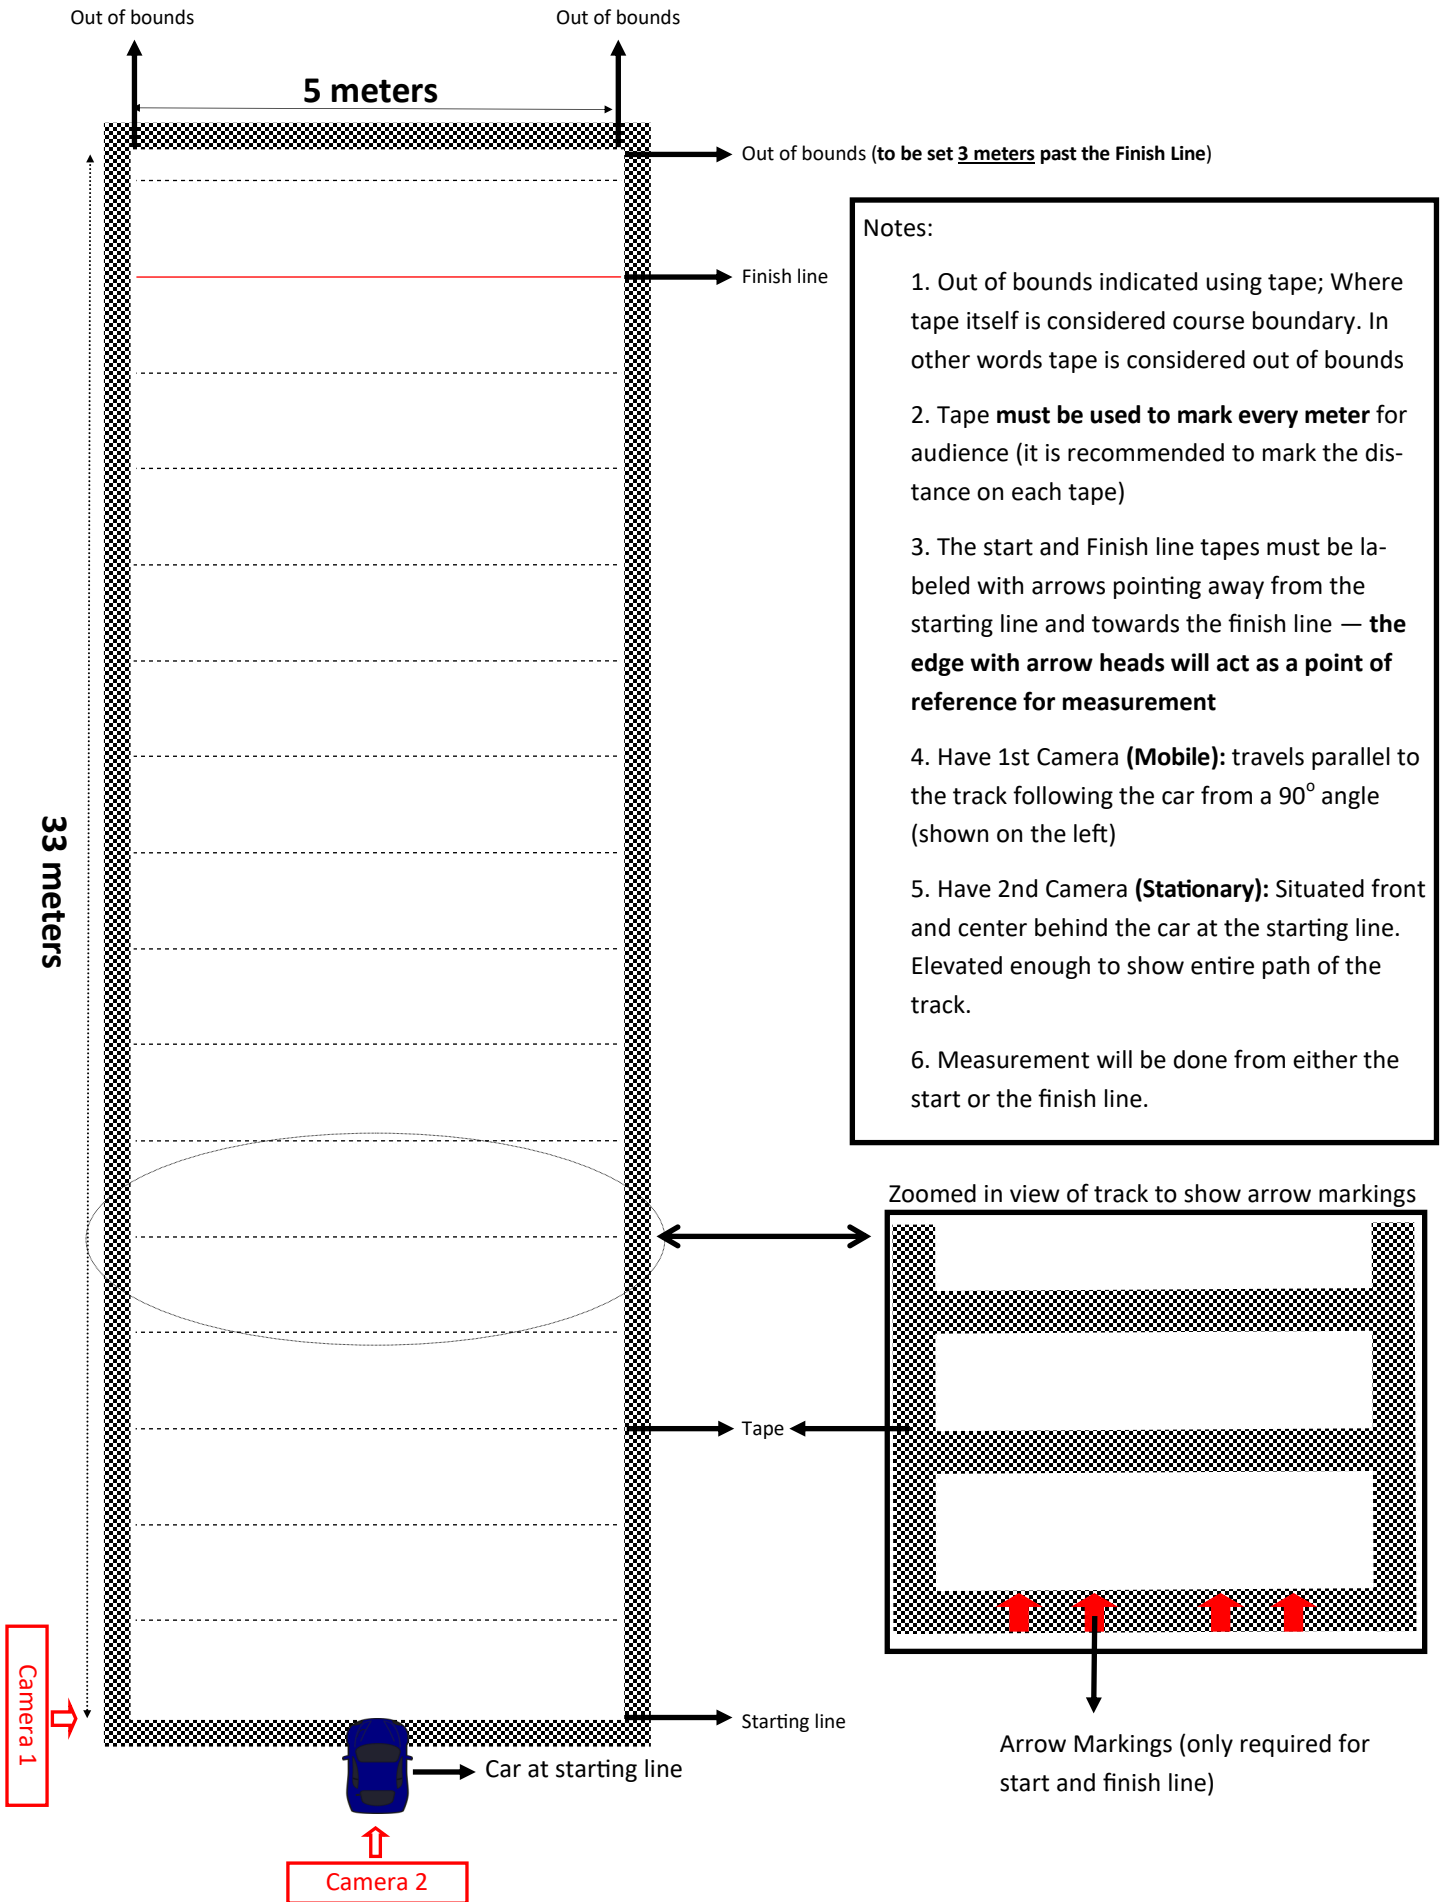 Out of bounds
Out of bounds
5 meters
Out of bounds (to be set 3 meters past the Finish Line)
Finish line
Notes:
1. Out of bounds indicated using tape; Where
tape itself is considered course boundary. In
other words tape is considered out of bounds
2. Tape must be used to mark every meter for
audience (it is recommended to mark the dis-
tance on each tape)
3. The start and Finish line tapes must be la-
beled with arrows pointing away from the
starting line and towards the finish line — the
edge with arrow heads will act as a point of
reference for measurement
4. Have 1st Camera (Mobile): travels parallel to
the track following the car from a 90° angle
(shown on the left)
5. Have 2nd Camera (Stationary): Situated front
and center behind the car at the starting line.
Elevated enough to show entire path of the
track.
6. Measurement will be done from either the
start or the finish line.
33 meters
Zoomed in view of track to show arrow markings
Tape
Camera 1
Starting line
Car at starting line
Arrow Markings (only required for
start and finish line)
Camera 2